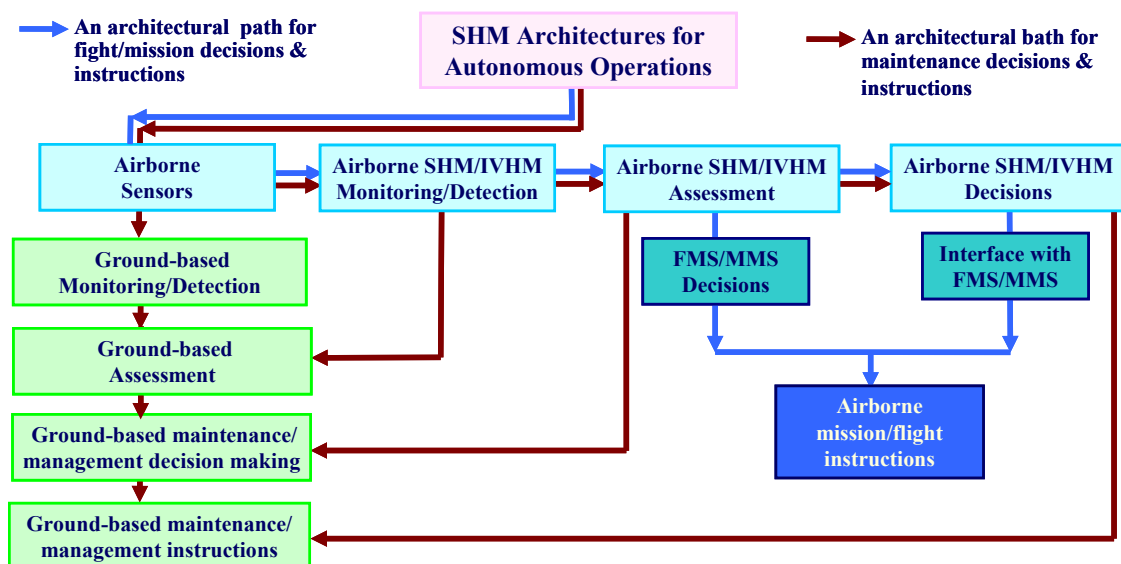 An architectural path for
fight/mission decisions &
instructions
SHM Architectures for
Autonomous Operations
An architectural bath for
maintenance decisions &
instructions
Airborne
Sensors
Airborne SHM/IVHM
Monitoring/Detection
Airborne SHM/IVHM
Assessment
Airborne SHM/IVHM
Decisions
Ground-based
Monitoring/Detection
FMS/MMS
Decisions
Interface with
FMS/MMS
Ground-based
Assessment
Ground-based maintenance/
management decision making
Airborne
mission/flight
instructions
Ground-based maintenance/
management instructions